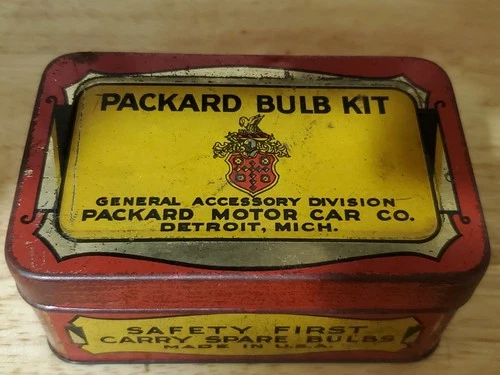 PACKARD BULB KIT
GENERAL ACCESSORY DIVISION
PACKARD MOTOR CAR CO.
DETROIT, MICH.
SAFETY FIRST
CARRY SPARE BULBS
MADE IN U.S.A.